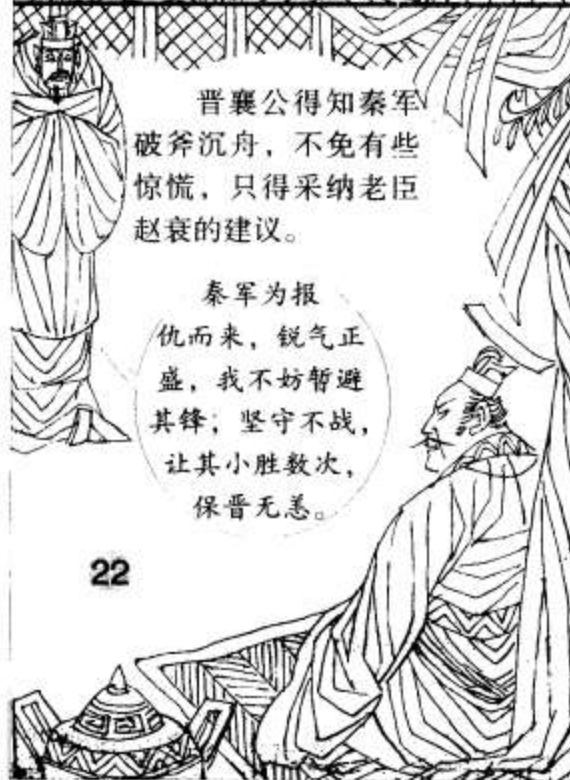 晋襄公得知秦军
破斧沉舟，不免有些
惊慌，只得采纳老臣
赵衰的建议。
秦军为报
仇而来，锐气正
盛，我不妨暂避
其锋；坚守不战，
让其小胜数次，
保晋无恙。
22